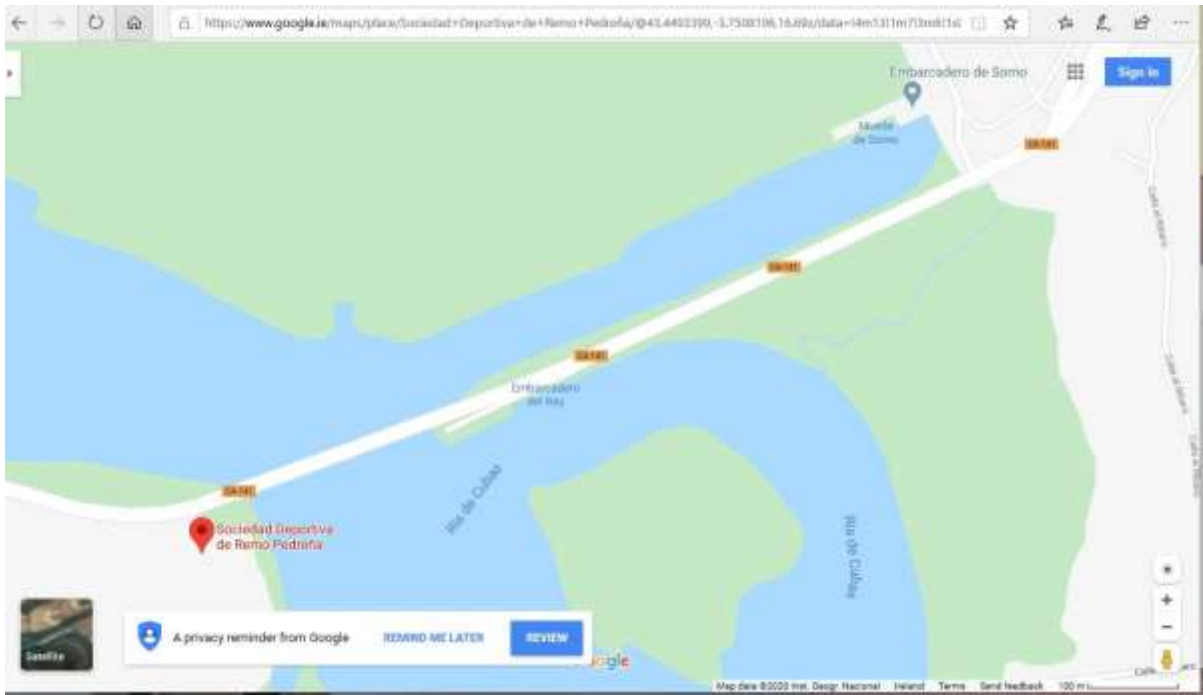 Embarcadero de Somo
Sign in
Muelle
de Somo
CA-141
CA-141
CA-141
Embarcadero
del Rey
CA-141
Ría de Cubas
Ría de Cubas
Sociedad Deportiva
de Remo Pedreña
Satellite
A privacy reminder from Google
REMIND ME LATER
REVIEW
Map data ©2020 Inst. Geogr. Nacional
Ireland
Terms
Send feedback
100 m